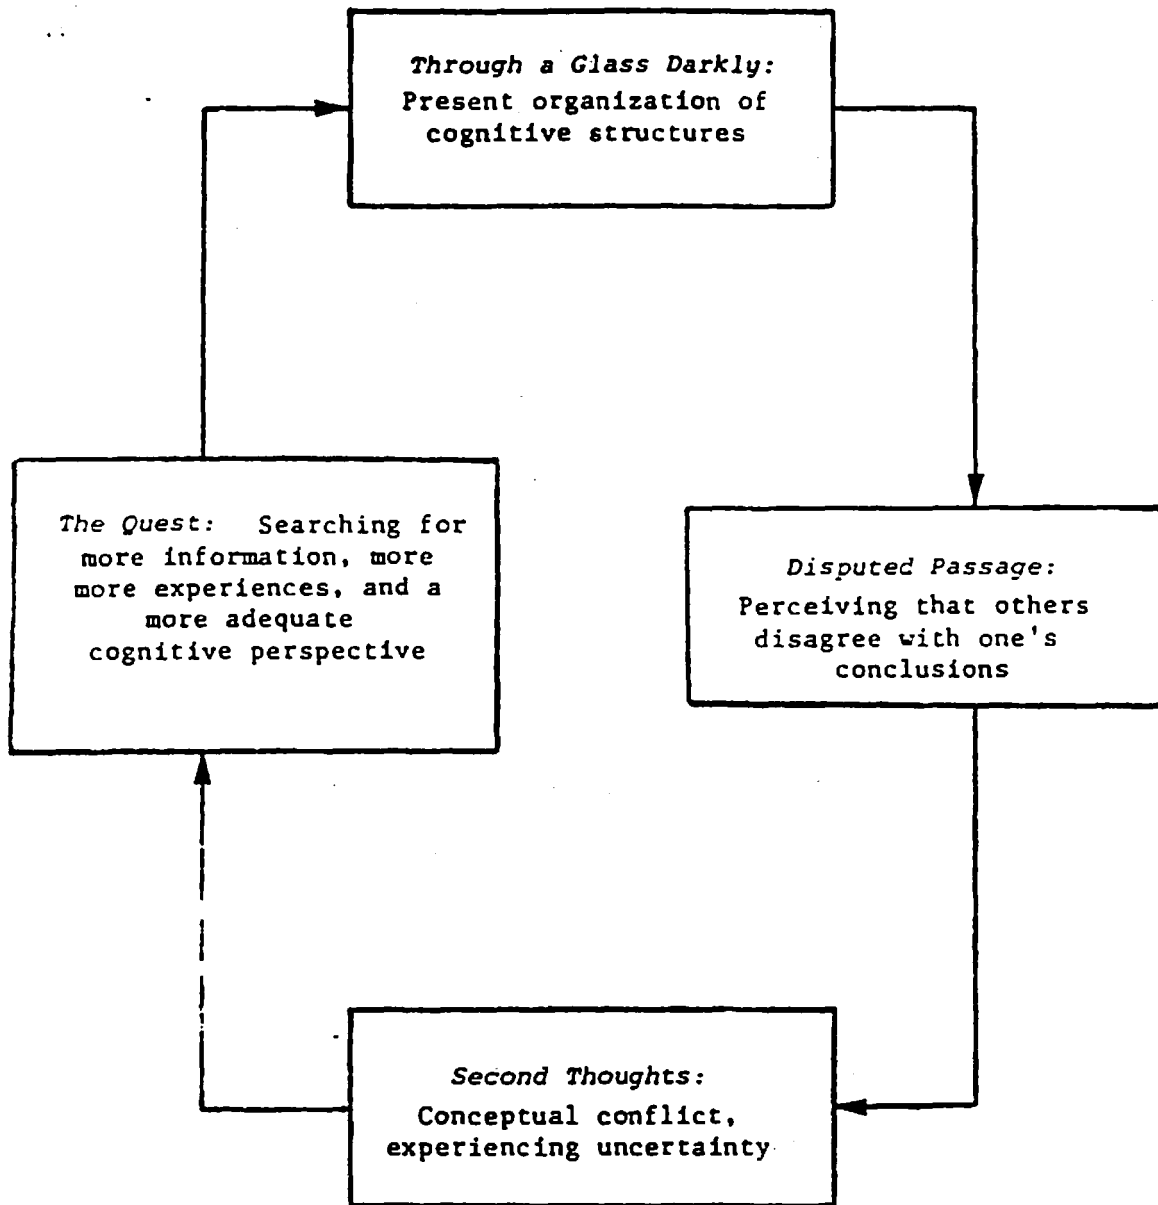 Through a Glass Darkly:
Present organization of
cognitive structures
Disputed Passage:
Perceiving that others
disagree with one's
conclusions
Second Thoughts:
Conceptual conflict,
experiencing uncertainty
The Quest: Searching for
more information, more
more experiences, and a
more adequate
cognitive perspective